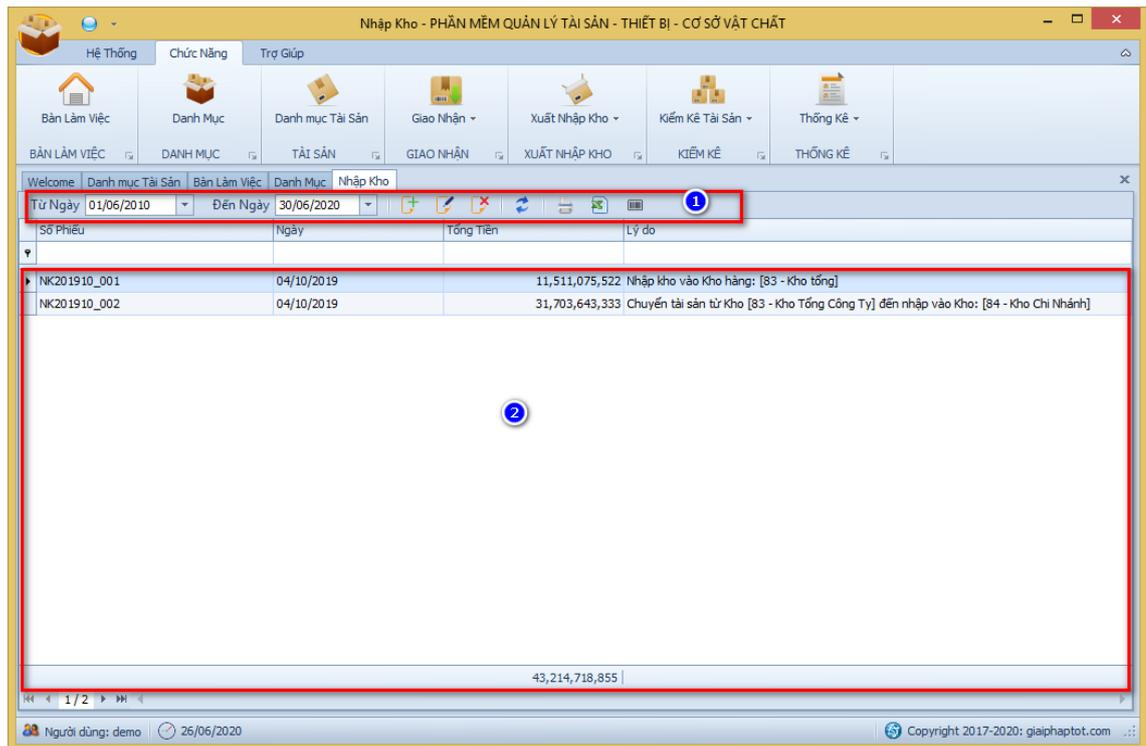 Nhập Kho - PHẦN MỀM QUẢN LÝ TÀI SẢN - THIẾT BỊ - CƠ SỞ VẬT CHẤT
Hệ Thống Chức Năng Trợ Giúp
Bàn Làm Việc Danh Mục Danh mục Tài Sản Giao Nhận Xuất Nhập Kho Kiểm Kê Tài Sản Thống Kê
BÀN LÀM VIỆC DANH MỤC TÀI SẢN GIAO NHẬN XUẤT NHẬP KHO KIỂM KÊ THỐNG KÊ
Welcome Danh mục Tài Sản Bàn Làm Việc Danh Mục Nhập Kho
Từ Ngày 01/06/2010 Đến Ngày 30/06/2020 1
Số Phiếu Ngày Tổng Tiền Lý do
NK201910_001 04/10/2019 11,511,075,522 Nhập kho vào Kho hàng: [83 - Kho tổng]
NK201910_002 04/10/2019 31,703,643,333 Chuyển tài sản từ Kho [83 - Kho Tổng Công Ty] đến nhập vào Kho: [84 - Kho Chi Nhánh]
2
43,214,718,855
1/2
Người dùng: demo 26/06/2020 Copyright 2017-2020: giaiphaptot.com